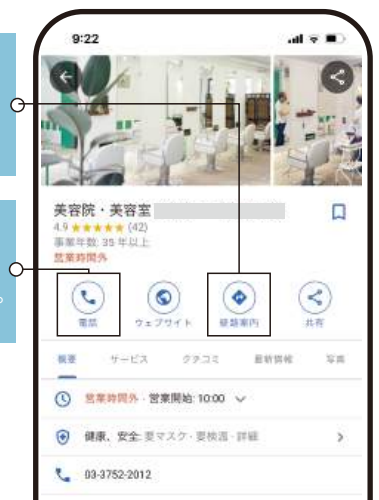 9:22
美容院・美容室
4.9 ★★★★★ (42)
事業年数: 35 年以上
営業時間外
電話
ウェブサイト
経路案内
共有
概要
サービス
クチコミ
最新情報
写真
営業時間外 · 営業開始: 10:00
健康、安全: 要マスク · 要検温 · 詳細
03-3752-2012
。